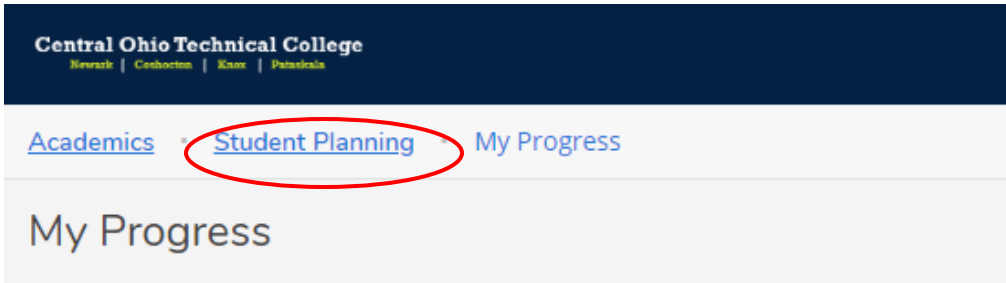 Central Ohio Technical College
Newark | Coshocton | Knox | Pataskala
Academics · Student Planning · My Progress
My Progress